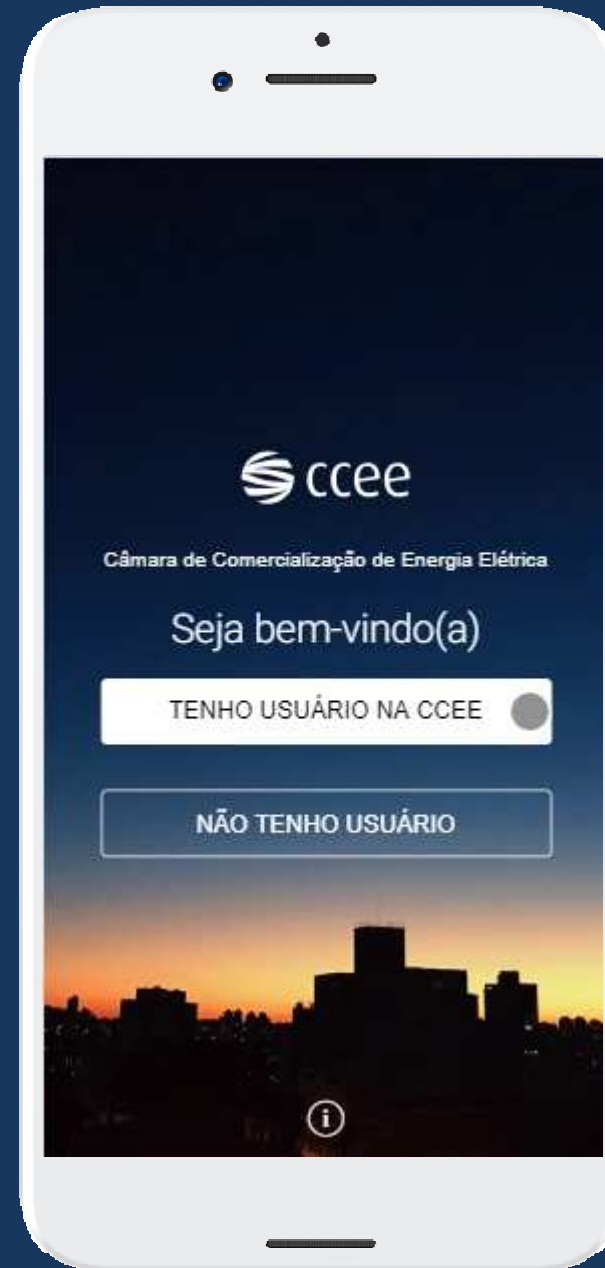 ccee
Câmara de Comercialização de Energia Elétrica
Seja bem-vindo(a)
TENHO USUÁRIO NA CCEE
NÃO TENHO USUÁRIO
i